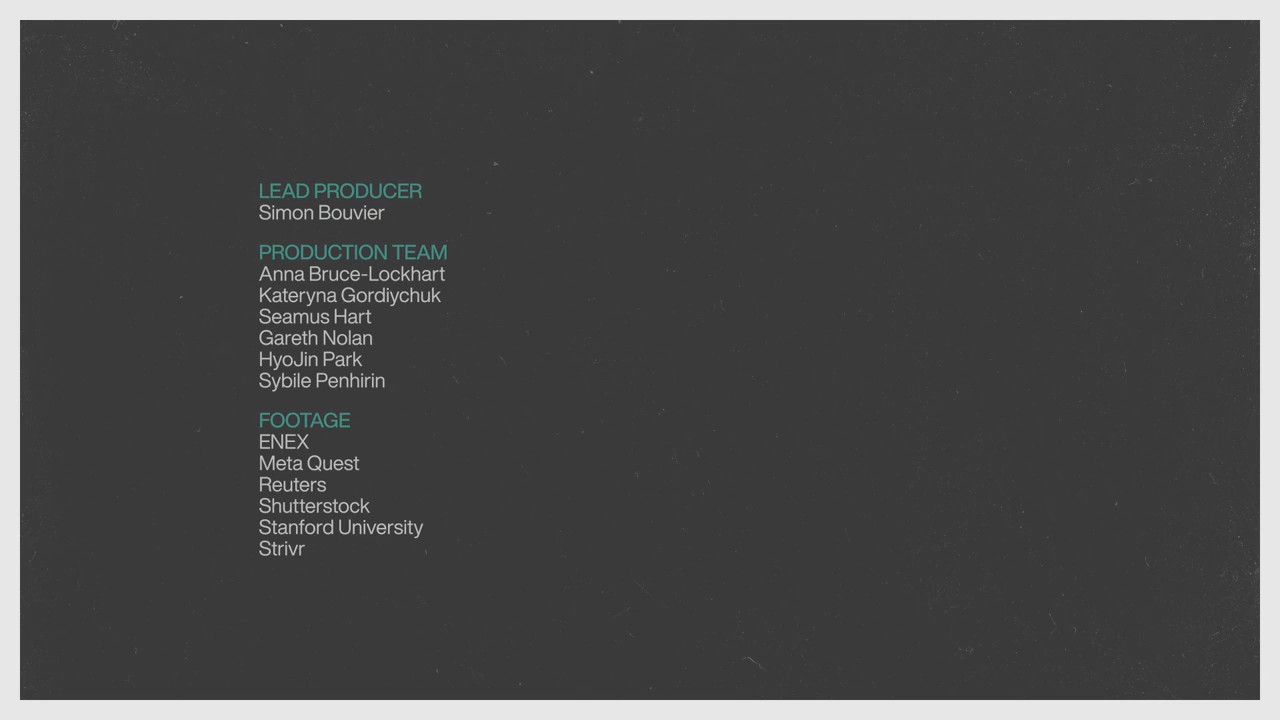 LEAD PRODUCER
Simon Bouvier
PRODUCTION TEAM
Anna Bruce-Lockhart
Kateryna Gordiychuk
Seamus Hart
Gareth Nolan
HyoJin Park
Sybile Penhirin
FOOTAGE
ENEX
Meta Quest
Reuters
Shutterstock
Stanford University
Strivr